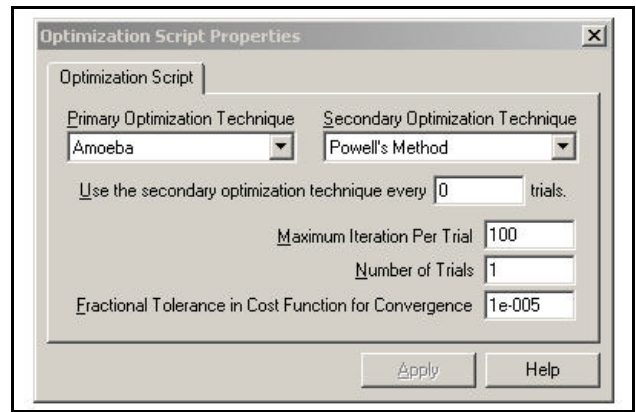 Optimization Script Properties
Optimization Script
Primary Optimization Technique Secondary Optimization Technique
Amoeba Powell's Method
Use the secondary optimization technique every 0 trials.
Maximum Iteration Per Trial 100
Number of Trials 1
Fractional Tolerance in Cost Function for Convergence 1e-005
Apply Help